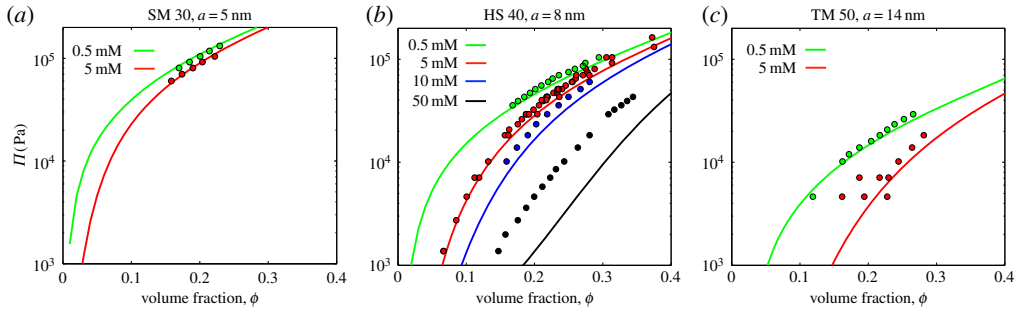 (a) SM 30, a = 5 nm
0.5 mM
5 mM
10⁵
10⁴
10³
Π (Pa)
0 0.1 0.2 0.3 0.4
volume fraction, ϕ
(b) HS 40, a = 8 nm
0.5 mM
5 mM
10 mM
50 mM
10⁵
10⁴
10³
0 0.1 0.2 0.3 0.4
volume fraction, ϕ
(c) TM 50, a = 14 nm
0.5 mM
5 mM
10⁵
10⁴
10³
0 0.1 0.2 0.3 0.4
volume fraction, ϕ